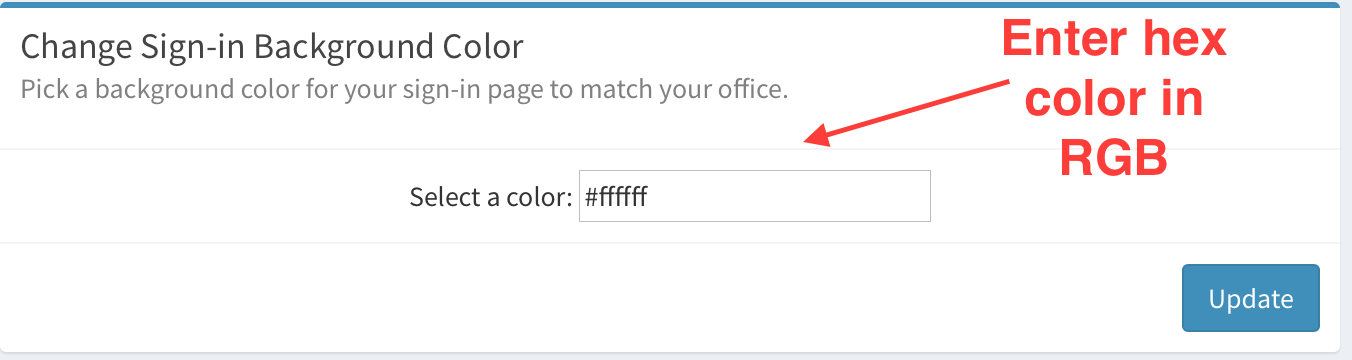 Change Sign-in Background Color
Pick a background color for your sign-in page to match your office.
Enter hex
color in
RGB
Select a color: #ffffff
Update